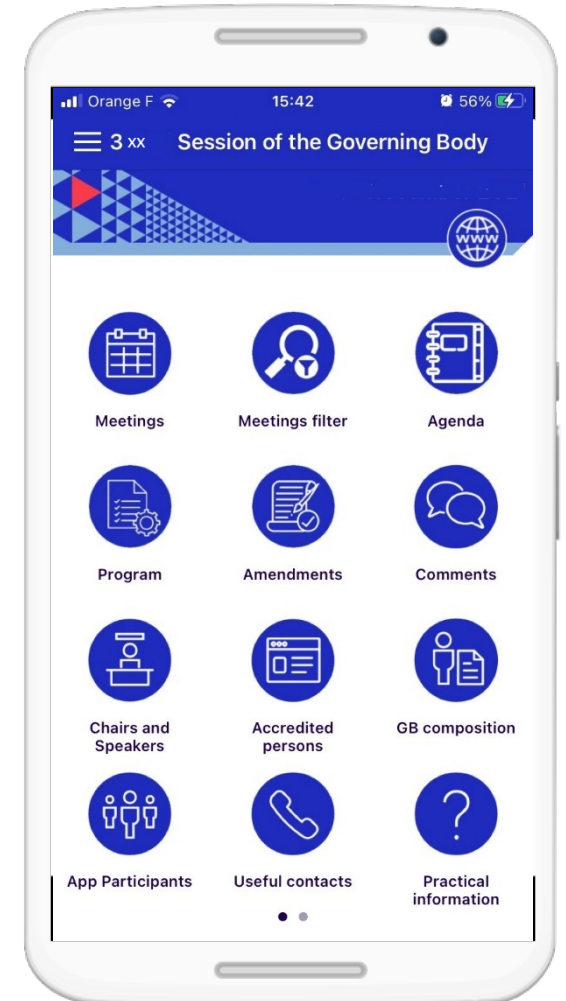 Orange F 15:42 56%
3 xx Session of the Governing Body
www
Meetings Meetings filter Agenda
Program Amendments Comments
Chairs and Speakers Accredited persons GB composition
App Participants Useful contacts Practical information